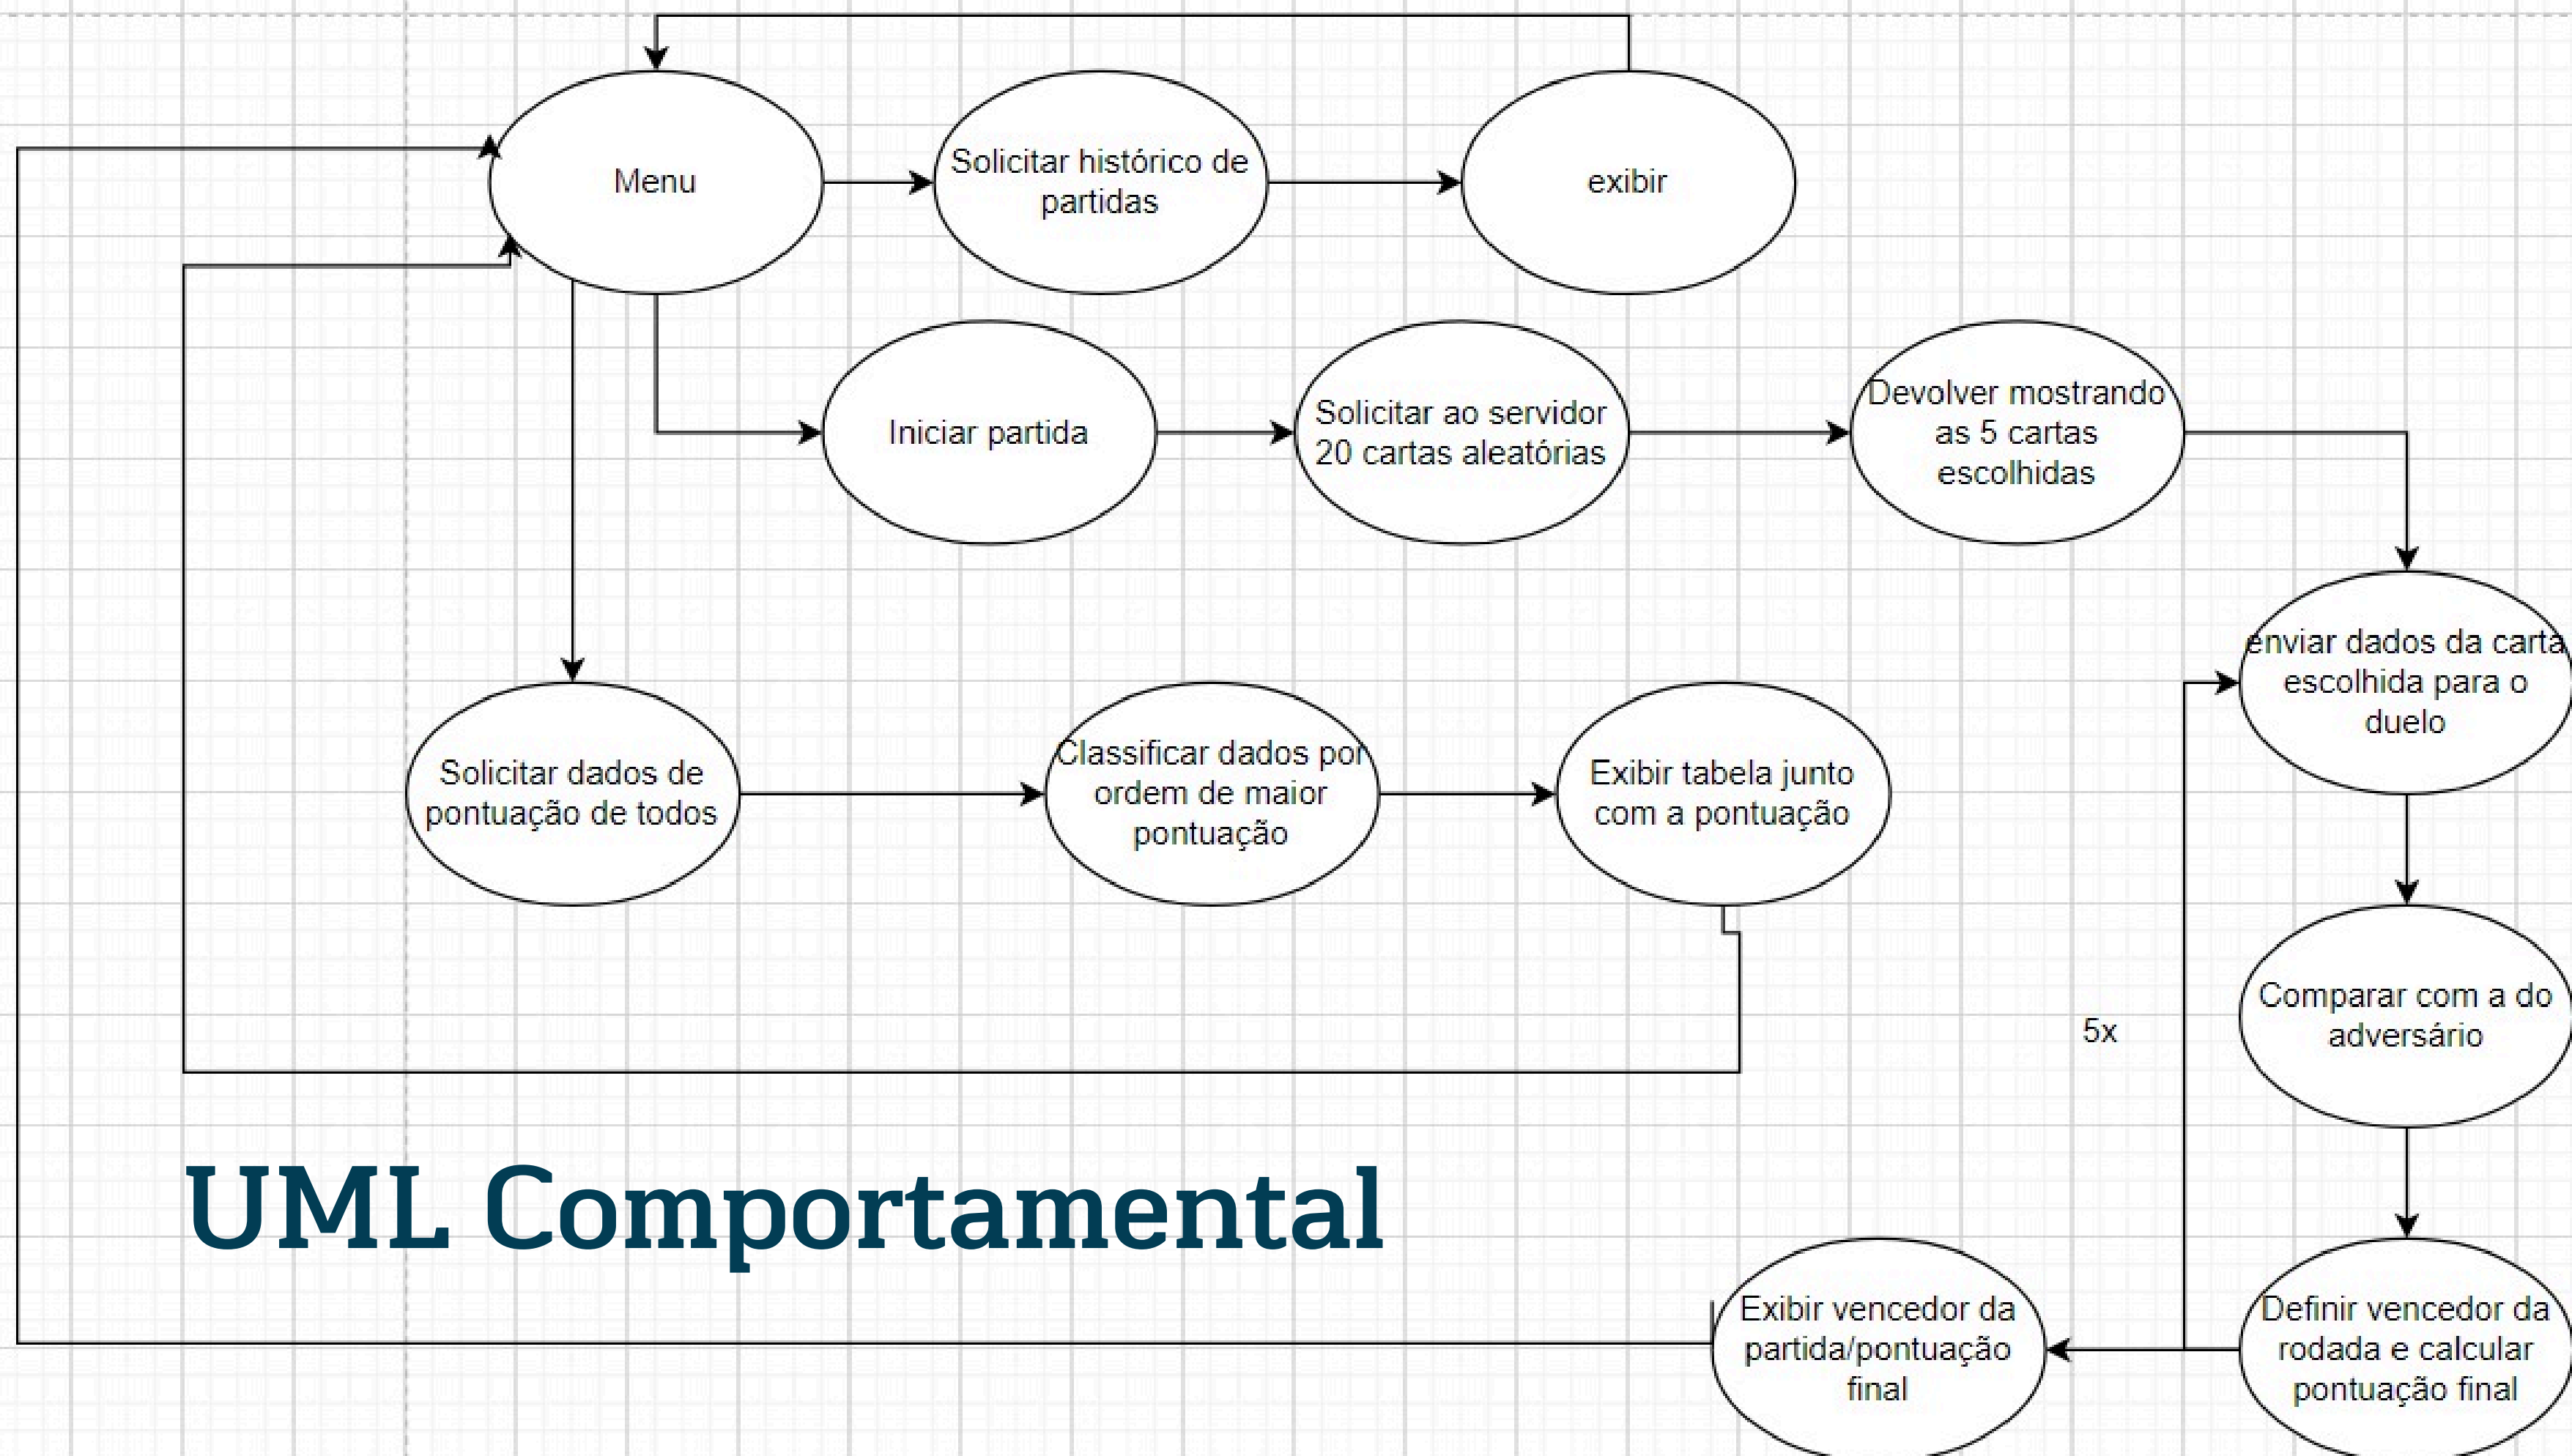 Menu
Solicitar histórico de
partidas
exibir
Iniciar partida
Solicitar ao servidor
20 cartas aleatórias
Devolver mostrando
as 5 cartas
escolhidas
enviar dados da carta
escolhida para o
duelo
Solicitar dados de
pontuação de todos
Classificar dados por
ordem de maior
pontuação
Exibir tabela junto
com a pontuação
Comparar com a do
adversário
5x
UML Comportamental
Exibir vencedor da
partida/pontuação
final
Definir vencedor da
rodada e calcular
pontuação final